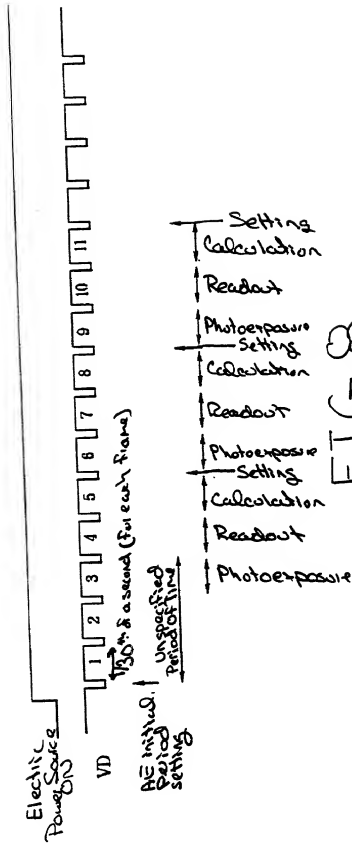 Electric
Power Source
ON
VD
1 2 3 4 5 6 7 8 9 10 11
1/30th of a second (for each frame)
AE initial
period
setting
Unspecified
Period of Time
Photoexposure
Readout
Calculation
Setting
Photoexposure
Readout
Calculation
Setting
Photoexposure
Readout
Calculation
Setting
FIG 8